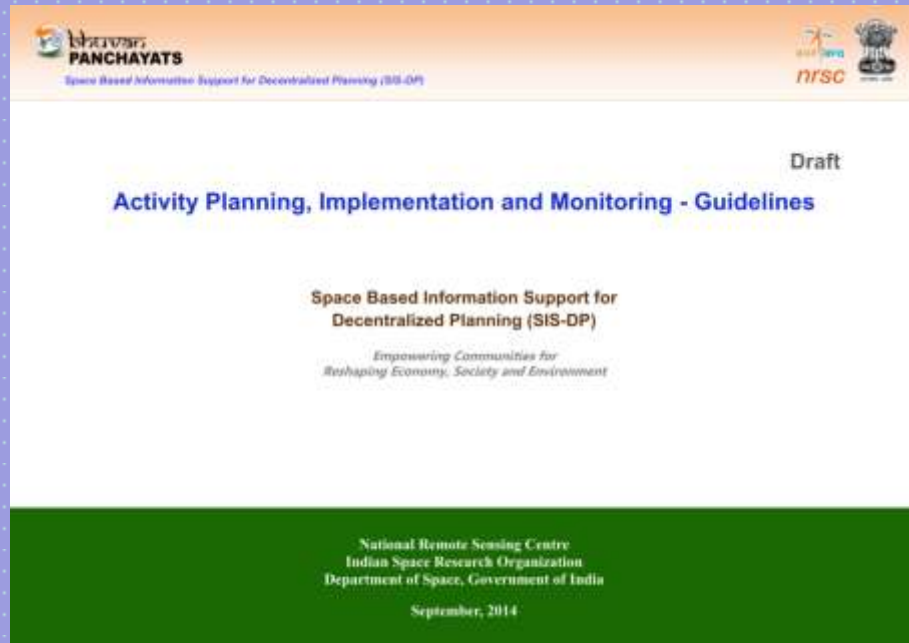 bhuvan
PANCHAYATS
Space Based Information Support for Decentralized Planning (SIS-DP)
nrsc
Draft
Activity Planning, Implementation and Monitoring - Guidelines
Space Based Information Support for
Decentralized Planning (SIS-DP)
Empowering Communities for
Reshaping Economy, Society and Environment
National Remote Sensing Centre
Indian Space Research Organization
Department of Space, Government of India
September, 2014